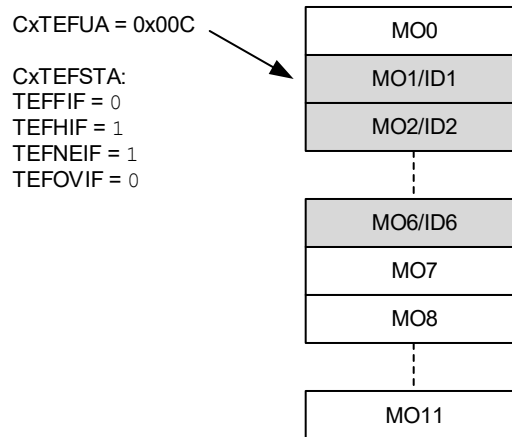 CxTEFUA = 0x00C
CxTEFSTA:
TEFFIF = 0
TEFHIF = 1
TEFNEIF = 1
TEFOVIF = 0
MO0
MO1/ID1
MO2/ID2
MO6/ID6
MO7
MO8
MO11